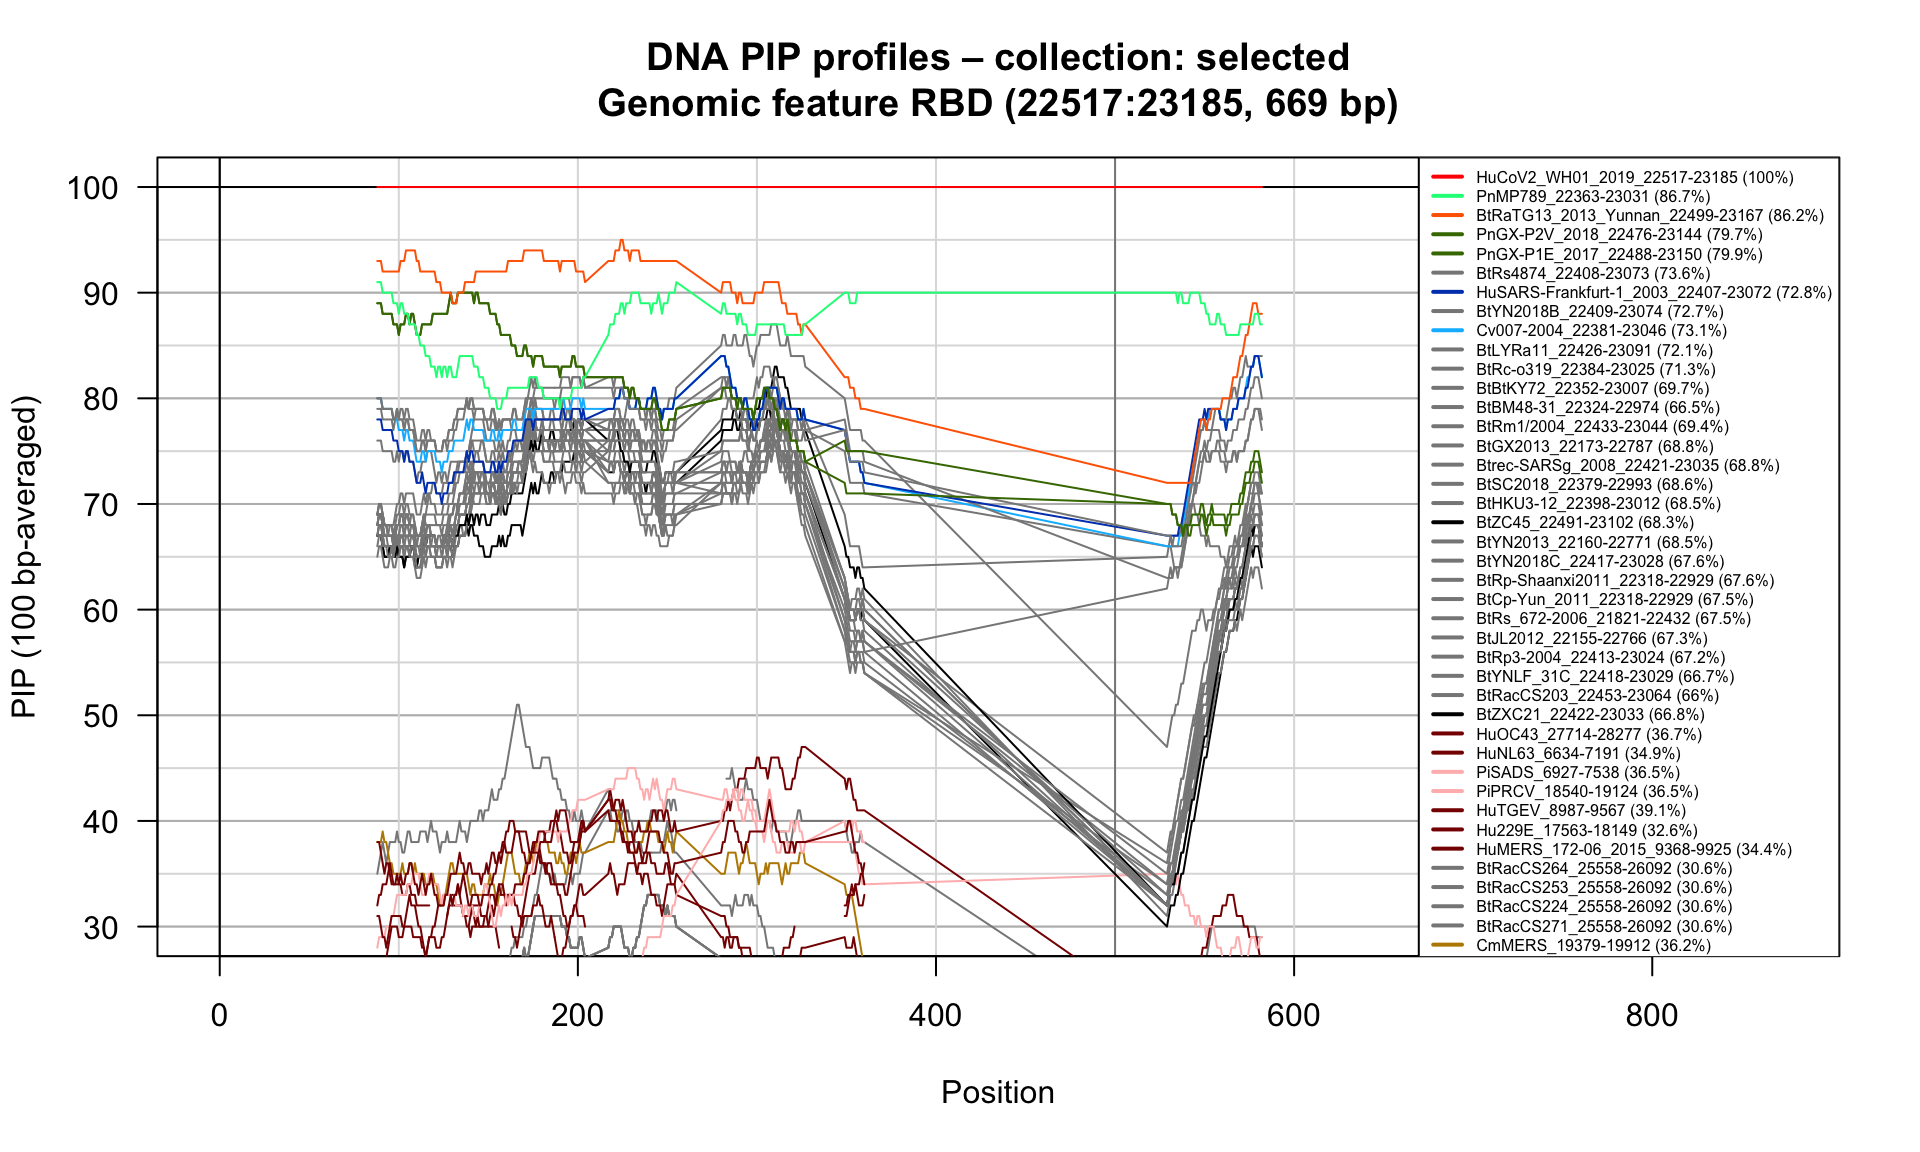 DNA PIP profiles – collection: selected
Genomic feature RBD (22517:23185, 669 bp)
PIP (100 bp-averaged)
100
90
80
70
60
50
40
30
0
200
400
600
800
Position
HuCoV2_WH01_2019_22517-23185 (100%)
PnMP789_22363-23031 (86.7%)
BtRaTG13_2013_Yunnan_22499-23167 (86.2%)
PnGX-P2V_2018_22476-23144 (79.7%)
PnGX-P1E_2017_22488-23150 (79.9%)
BtRs4874_22408-23073 (73.6%)
HuSARS-Frankfurt-1_2003_22407-23072 (72.8%)
BtYN2018B_22409-23074 (72.7%)
Cv007-2004_22381-23046 (73.1%)
BtLYRa11_22426-23091 (72.1%)
BtRc-o319_22384-23025 (71.3%)
BtBtKY72_22352-23007 (69.7%)
BtBM48-31_22324-22974 (66.5%)
BtRm1/2004_22433-23044 (69.4%)
BtGX2013_22173-22787 (68.8%)
Btrec-SARSg_2008_22421-23035 (68.8%)
BtSC2018_22379-22993 (68.6%)
BtHKU3-12_22398-23012 (68.5%)
BtZC45_22491-23102 (68.3%)
BtYN2013_22160-22771 (68.5%)
BtYN2018C_22417-23028 (67.6%)
BtRp-Shaanxi2011_22318-22929 (67.6%)
BtCp-Yun_2011_22318-22929 (67.5%)
BtRs_672-2006_21821-22432 (67.5%)
BtJL2012_22155-22766 (67.3%)
BtRp3-2004_22413-23024 (67.2%)
BtYNLF_31C_22418-23029 (66.7%)
BtRacCS203_22453-23064 (66%)
BtZXC21_22422-23033 (66.8%)
HuOC43_27714-28277 (36.7%)
HuNL63_6634-7191 (34.9%)
PiSADS_6927-7538 (36.5%)
PiPRCV_18540-19124 (36.5%)
HuTGEV_8987-9567 (39.1%)
Hu229E_17563-18149 (32.6%)
HuMERS_172-06_2015_9368-9925 (34.4%)
BtRacCS264_25558-26092 (30.6%)
BtRacCS253_25558-26092 (30.6%)
BtRacCS224_25558-26092 (30.6%)
BtRacCS271_25558-26092 (30.6%)
CmMERS_19379-19912 (36.2%)